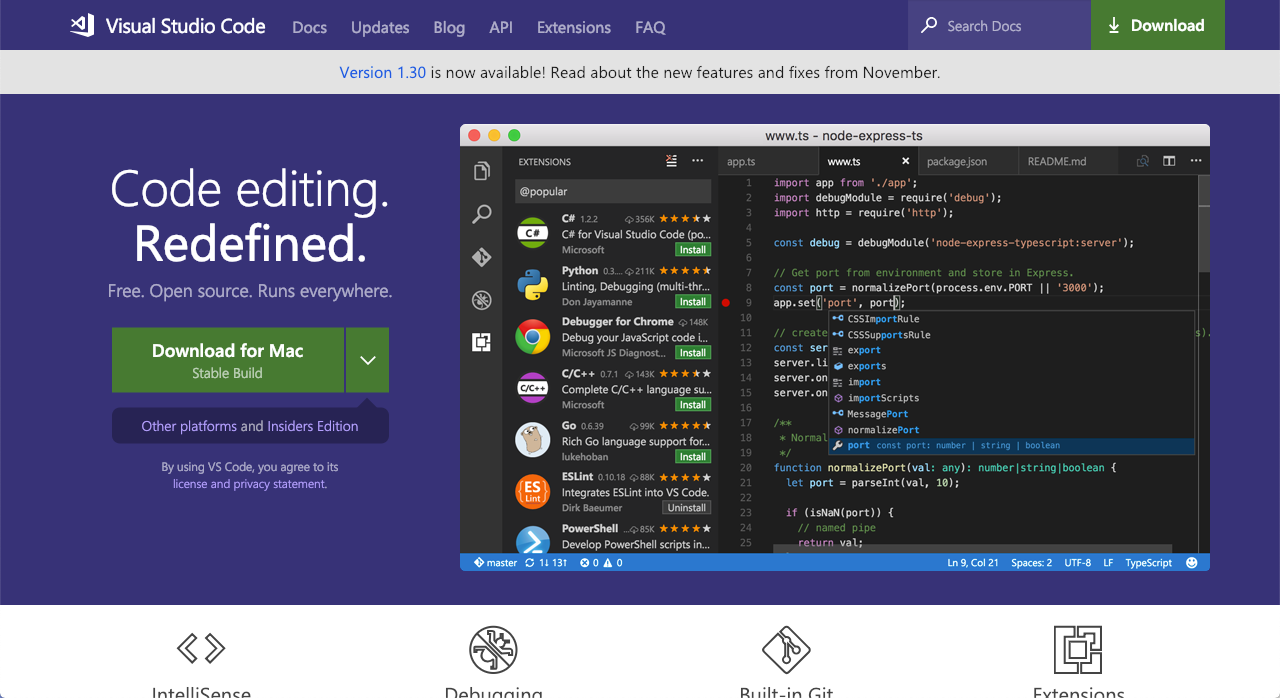 Visual Studio Code Docs Updates Blog API Extensions FAQ Search Docs Download
Version 1.30 is now available! Read about the new features and fixes from November.
Code editing.
Redefined.
Free. Open source. Runs everywhere.
Download for Mac
Stable Build
Other platforms and Insiders Edition
By using VS Code, you agree to its
license and privacy statement.
www.ts - node-express-ts
EXTENSIONS
@popular
C# 1.2.2 356K
C# for Visual Studio Code (po...
Microsoft Install
Python 0.3.... 211K
Linting, Debugging (multi-thr...
Don Jayamanne Install
Debugger for Chrome 148K
Debug your JavaScript code i...
Microsoft JS Diagnost... Install
C/C++ 0.7.1 143K
Complete C/C++ language su...
Microsoft Install
Go 0.6.39 99K
Rich Go language support for...
lukehoban Install
ES Lint
ESLint 0.10.18 88K
Integrates ESLint into VS Code.
Dirk Baeumer Uninstall
PowerShell ... 85K
Develop PowerShell scripts in...
app.ts www.ts package.json README.md
1 import app from './app';
2 import debugModule = require('debug');
3 import http = require('http');
4
5 const debug = debugModule('node-express-typescript:server');
6
7 // Get port from environment and store in Express.
8 const port = normalizePort(process.env.PORT || '3000');
9 app.set('port', port);
10
11 // create s).
12 const ser
13 server.li
14 server.on
15 server.on
16
17 /**
18 * Normal
19 */
20 function normalizePort(val: any): number|string|boolean {
21 let port = parseInt(val, 10);
22
23 if (isNaN(port)) {
24 // named pipe
25 return val;
CSSImportRule
CSSSupportsRule
export
exports
import
importScripts
MessagePort
normalizePort
port const port: number | string | boolean
master 1↓ 13↑ 0 0 Ln 9, Col 21 Spaces: 2 UTF-8 LF TypeScript
IntelliSense Debugging Built-in Git Extensions